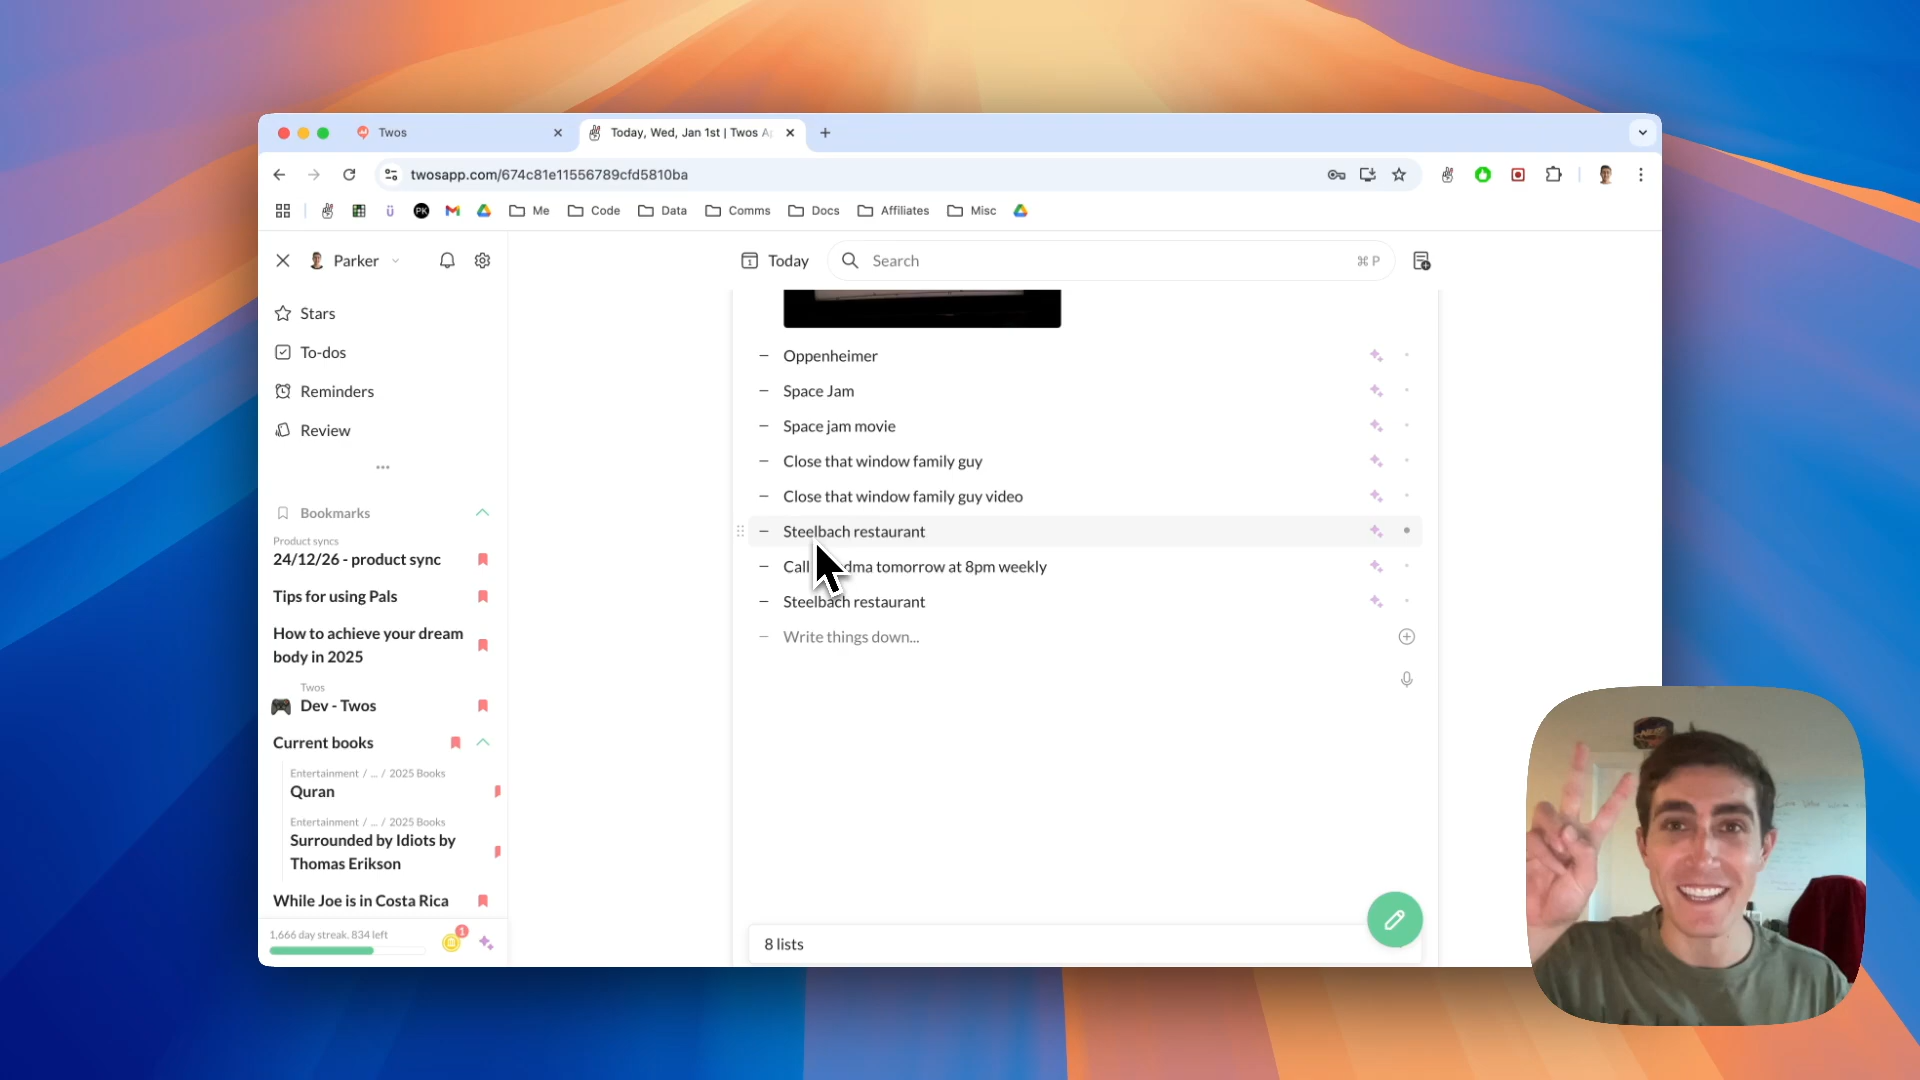 Twos
Today, Wed, Jan 1st | Twos A
twosapp.com/674c81e11556789cfd5810ba
PK
Me
Code
Data
Comms
Docs
Affiliates
Misc
Parker
Today
Search
⌘ P
Stars
To-dos
Reminders
Review
Bookmarks
Product syncs
24/12/26 - product sync
Tips for using Pals
How to achieve your dream
body in 2025
Twos
Dev - Twos
Current books
Entertainment / ... / 2025 Books
Quran
Entertainment / ... / 2025 Books
Surrounded by Idiots by
Thomas Erikson
While Joe is in Costa Rica
1,666 day streak, 834 left
1
Oppenheimer
Space Jam
Space jam movie
Close that window family guy
Close that window family guy video
Steelbach restaurant
Call dma tomorrow at 8pm weekly
Steelbach restaurant
Write things down...
8 lists